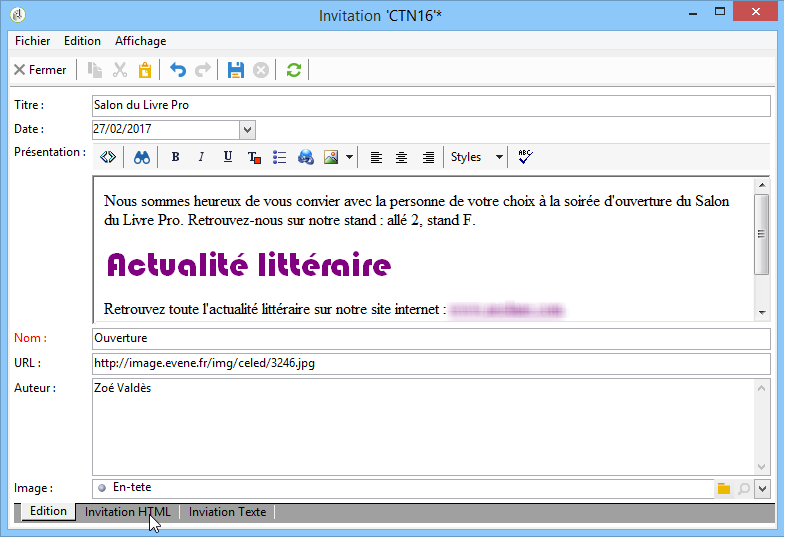 Invitation 'CTN16'*
Fichier Edition Affichage
Fermer
Titre : Salon du Livre Pro
Date : 27/02/2017
Présentation : B I U T Styles ABC
Nous sommes heureux de vous convier avec la personne de votre choix à la soirée d'ouverture du Salon
du Livre Pro. Retrouvez-nous sur notre stand : allé 2, stand F.
Actualité littéraire
Retrouvez toute l'actualité littéraire sur notre site internet :
Nom : Ouverture
URL : http://image.evene.fr/img/celed/3246.jpg
Auteur : Zoé Valdès
Image : En-tete
Edition Invitation HTML Inviation Texte